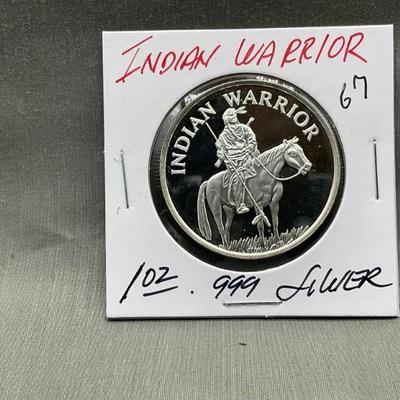 INDIAN WARRIOR
67
INDIAN WARRIOR
1oz .999 SILVER